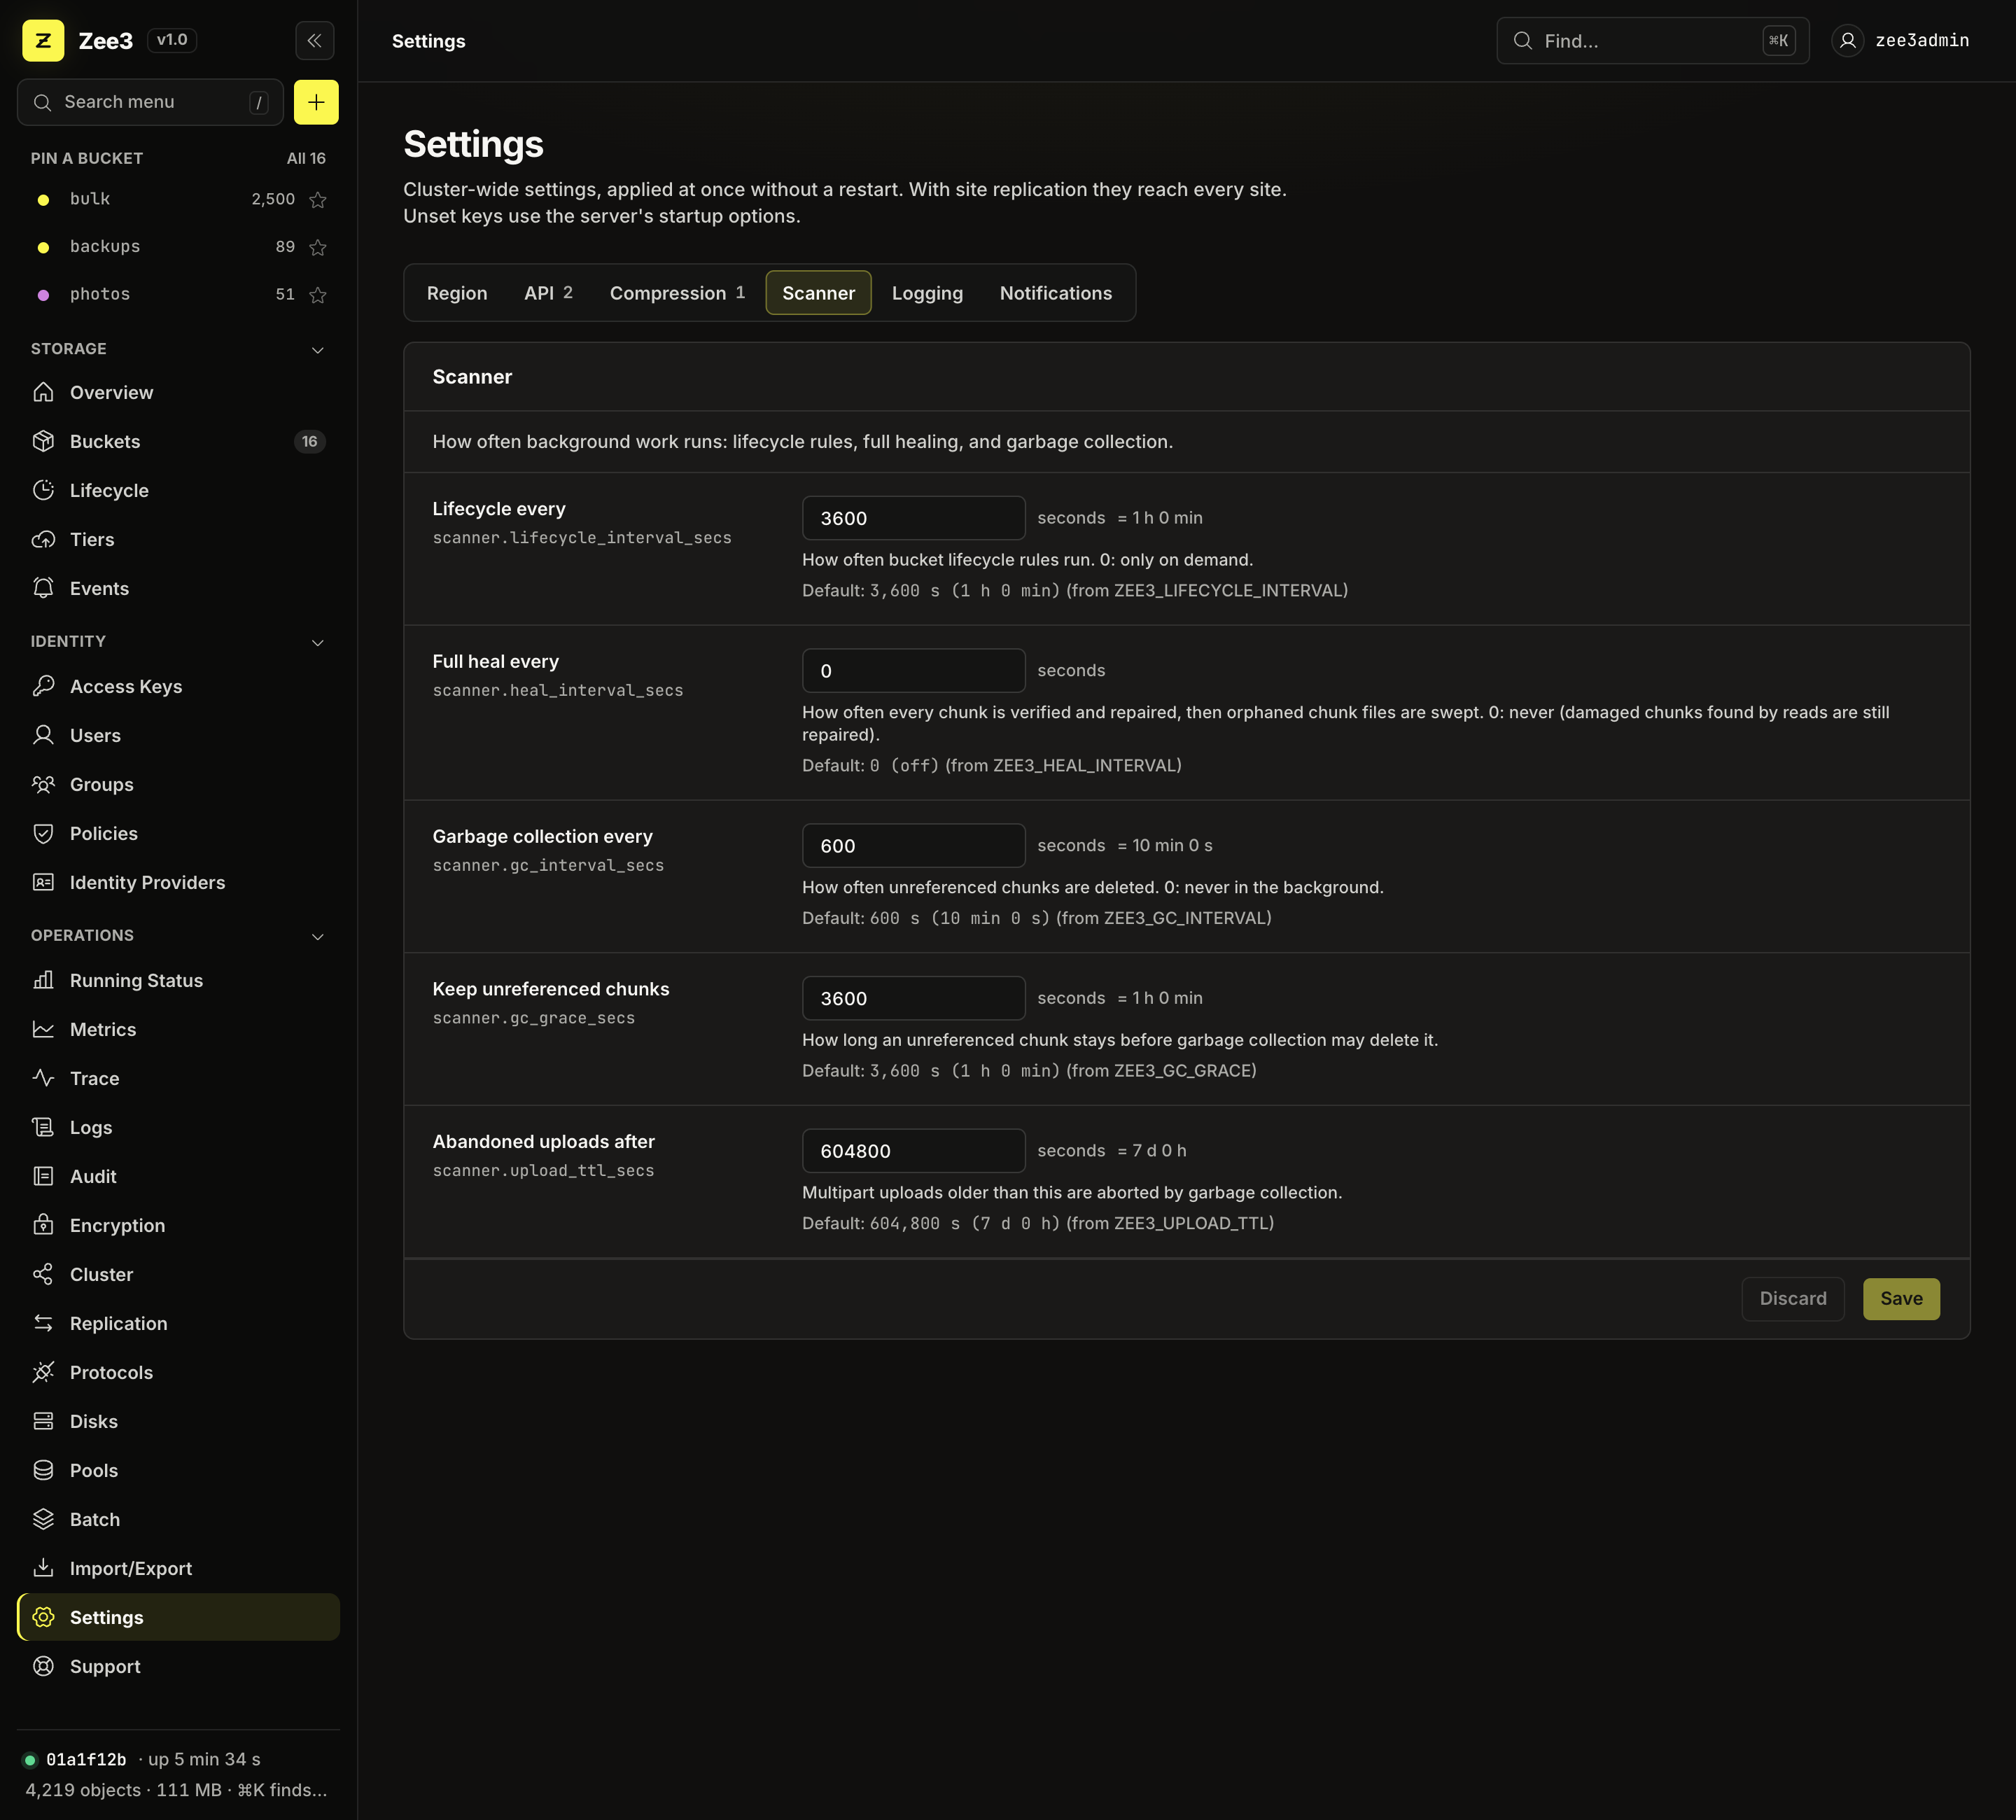 Zee3 v1.0
Search menu /
PIN A BUCKET All 16
bulk 2,500
backups 89
photos 51
STORAGE
Overview
Buckets 16
Lifecycle
Tiers
Events
IDENTITY
Access Keys
Users
Groups
Policies
Identity Providers
OPERATIONS
Running Status
Metrics
Trace
Logs
Audit
Encryption
Cluster
Replication
Protocols
Disks
Pools
Batch
Import/Export
Settings
Support
01a1f12b · up 5 min 34 s
4,219 objects · 111 MB · ⌘K finds...
Settings
Find... ⌘K
zee3admin
Settings
Cluster-wide settings, applied at once without a restart. With site replication they reach every site.
Unset keys use the server's startup options.
Region API 2 Compression 1 Scanner Logging Notifications
Scanner
How often background work runs: lifecycle rules, full healing, and garbage collection.
Lifecycle every
scanner.lifecycle_interval_secs
3600 seconds = 1 h 0 min
How often bucket lifecycle rules run. 0: only on demand.
Default: 3,600 s (1 h 0 min) (from ZEE3_LIFECYCLE_INTERVAL)
Full heal every
scanner.heal_interval_secs
0 seconds
How often every chunk is verified and repaired, then orphaned chunk files are swept. 0: never (damaged chunks found by reads are still
repaired).
Default: 0 (off) (from ZEE3_HEAL_INTERVAL)
Garbage collection every
scanner.gc_interval_secs
600 seconds = 10 min 0 s
How often unreferenced chunks are deleted. 0: never in the background.
Default: 600 s (10 min 0 s) (from ZEE3_GC_INTERVAL)
Keep unreferenced chunks
scanner.gc_grace_secs
3600 seconds = 1 h 0 min
How long an unreferenced chunk stays before garbage collection may delete it.
Default: 3,600 s (1 h 0 min) (from ZEE3_GC_GRACE)
Abandoned uploads after
scanner.upload_ttl_secs
604800 seconds = 7 d 0 h
Multipart uploads older than this are aborted by garbage collection.
Default: 604,800 s (7 d 0 h) (from ZEE3_UPLOAD_TTL)
Discard Save